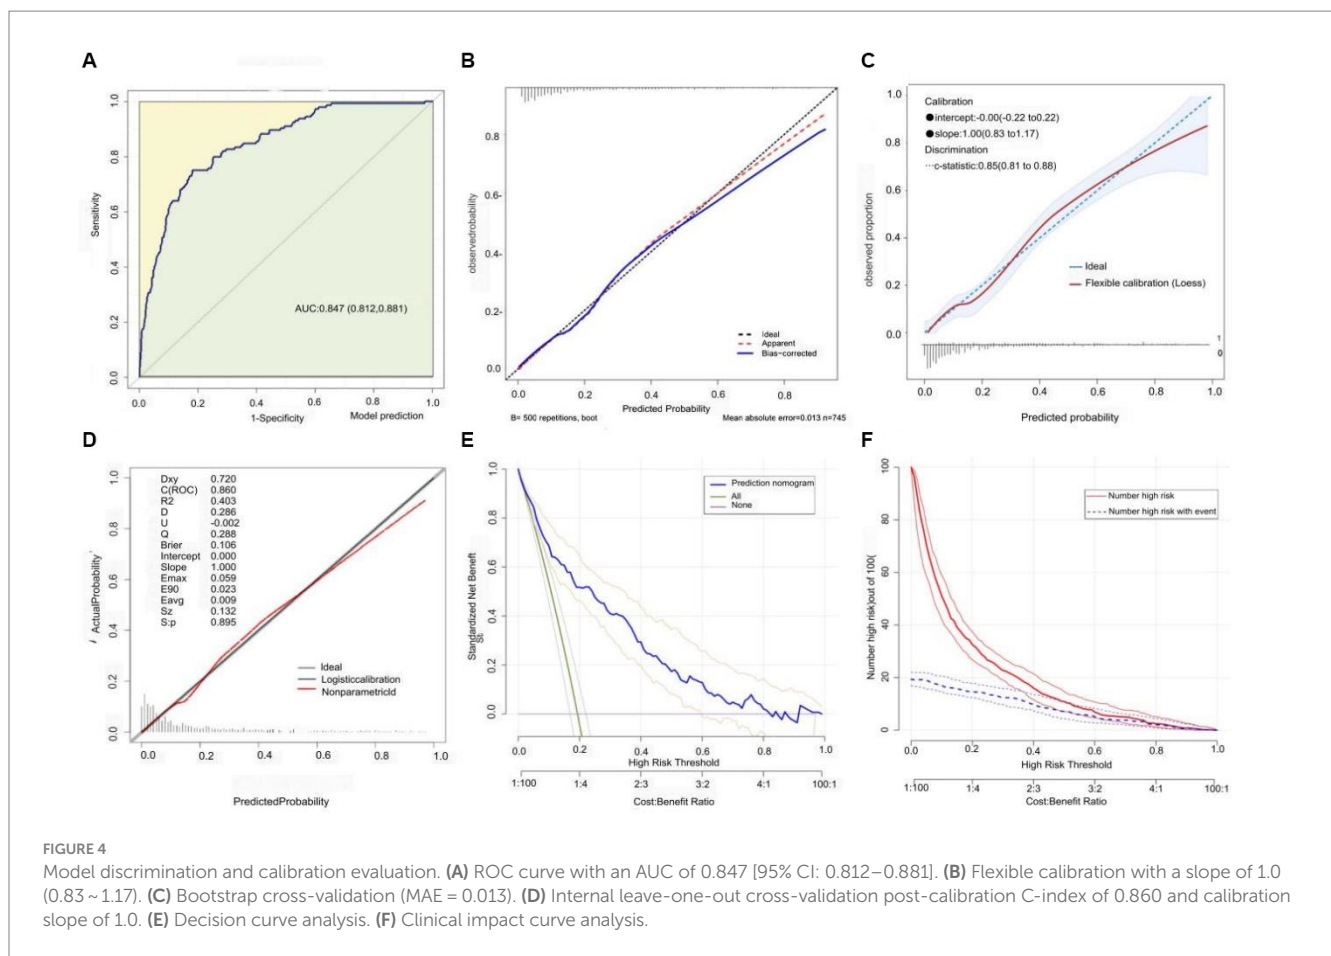 A
1.0
0.8
0.6
0.4
0.2
0.0
Sensitivity
AUC:0.847 (0.812,0.881)
0.0 0.2 0.4 0.6 0.8 1.0
1-Specificity Model prediction
B
0.8
0.6
0.4
0.2
0.0
observedrobability
Ideal
Apparent
Bias-corrected
0.0 0.2 0.4 0.6 0.8
Predicted Probability
B= 500 repetitions, boot Mean absolute error=0.013 n=745
C
1.0
0.8
0.6
0.4
0.2
0.0
observed proportion
Calibration
intercept:-0.00(-0.22 to0.22)
slope:1.00(0.83 to1.17)
Discrimination
c-statistic:0.85(0.81 to 0.88)
Ideal
Flexible calibration (Loess)
1
0
0.0 0.2 0.4 0.6 0.8 1.0
Predicted probability
D
1.0
0.8
0.6
0.4
0.2
0.0
ActualProbability
Dxy 0.720
C(ROC) 0.860
R2 0.403
D 0.286
U -0.002
Q 0.288
Brier 0.106
Intercept 0.000
Slope 1.000
Emax 0.059
E90 0.023
Eavg 0.009
Sz 0.132
S:p 0.895
Ideal
Logisticcalibration
Nonparametricld
0.0 0.2 0.4 0.6 0.8 1.0
PredictedProbability
E
1.0
0.8
0.6
0.4
0.2
0.0
Standardized Net Benefit
St
Prediction nomogram
All
None
0.0 0.2 0.4 0.6 0.8 1.0
High Risk Threshold
1:100 1:4 2:3 3:2 4:1 100:1
Cost:Benefit Ratio
F
100
80
60
40
20
0
Number high risk)out of 100(
Number high risk
Number high risk with event
0.0 0.2 0.4 0.6 0.8 1.0
High Risk Threshold
1:100 1:4 2:3 3:2 4:1 100:1
Cost:Benefit Ratio
FIGURE 4
Model discrimination and calibration evaluation. (A) ROC curve with an AUC of 0.847 [95% CI: 0.812–0.881]. (B) Flexible calibration with a slope of 1.0
(0.83 ~ 1.17). (C) Bootstrap cross-validation (MAE = 0.013). (D) Internal leave-one-out cross-validation post-calibration C-index of 0.860 and calibration
slope of 1.0. (E) Decision curve analysis. (F) Clinical impact curve analysis.